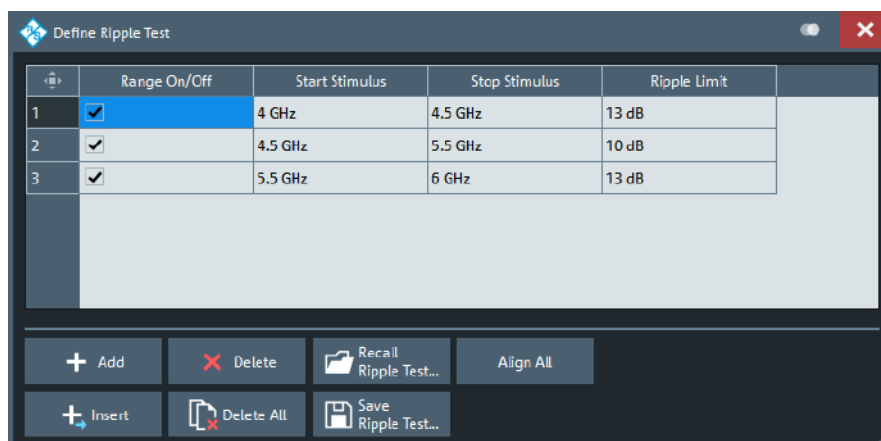 Define Ripple Test
Range On/Off Start Stimulus Stop Stimulus Ripple Limit
1 4 GHz 4.5 GHz 13 dB
2 4.5 GHz 5.5 GHz 10 dB
3 5.5 GHz 6 GHz 13 dB
Add Delete Recall
Ripple Test... Align All
Insert Delete All Save
Ripple Test...